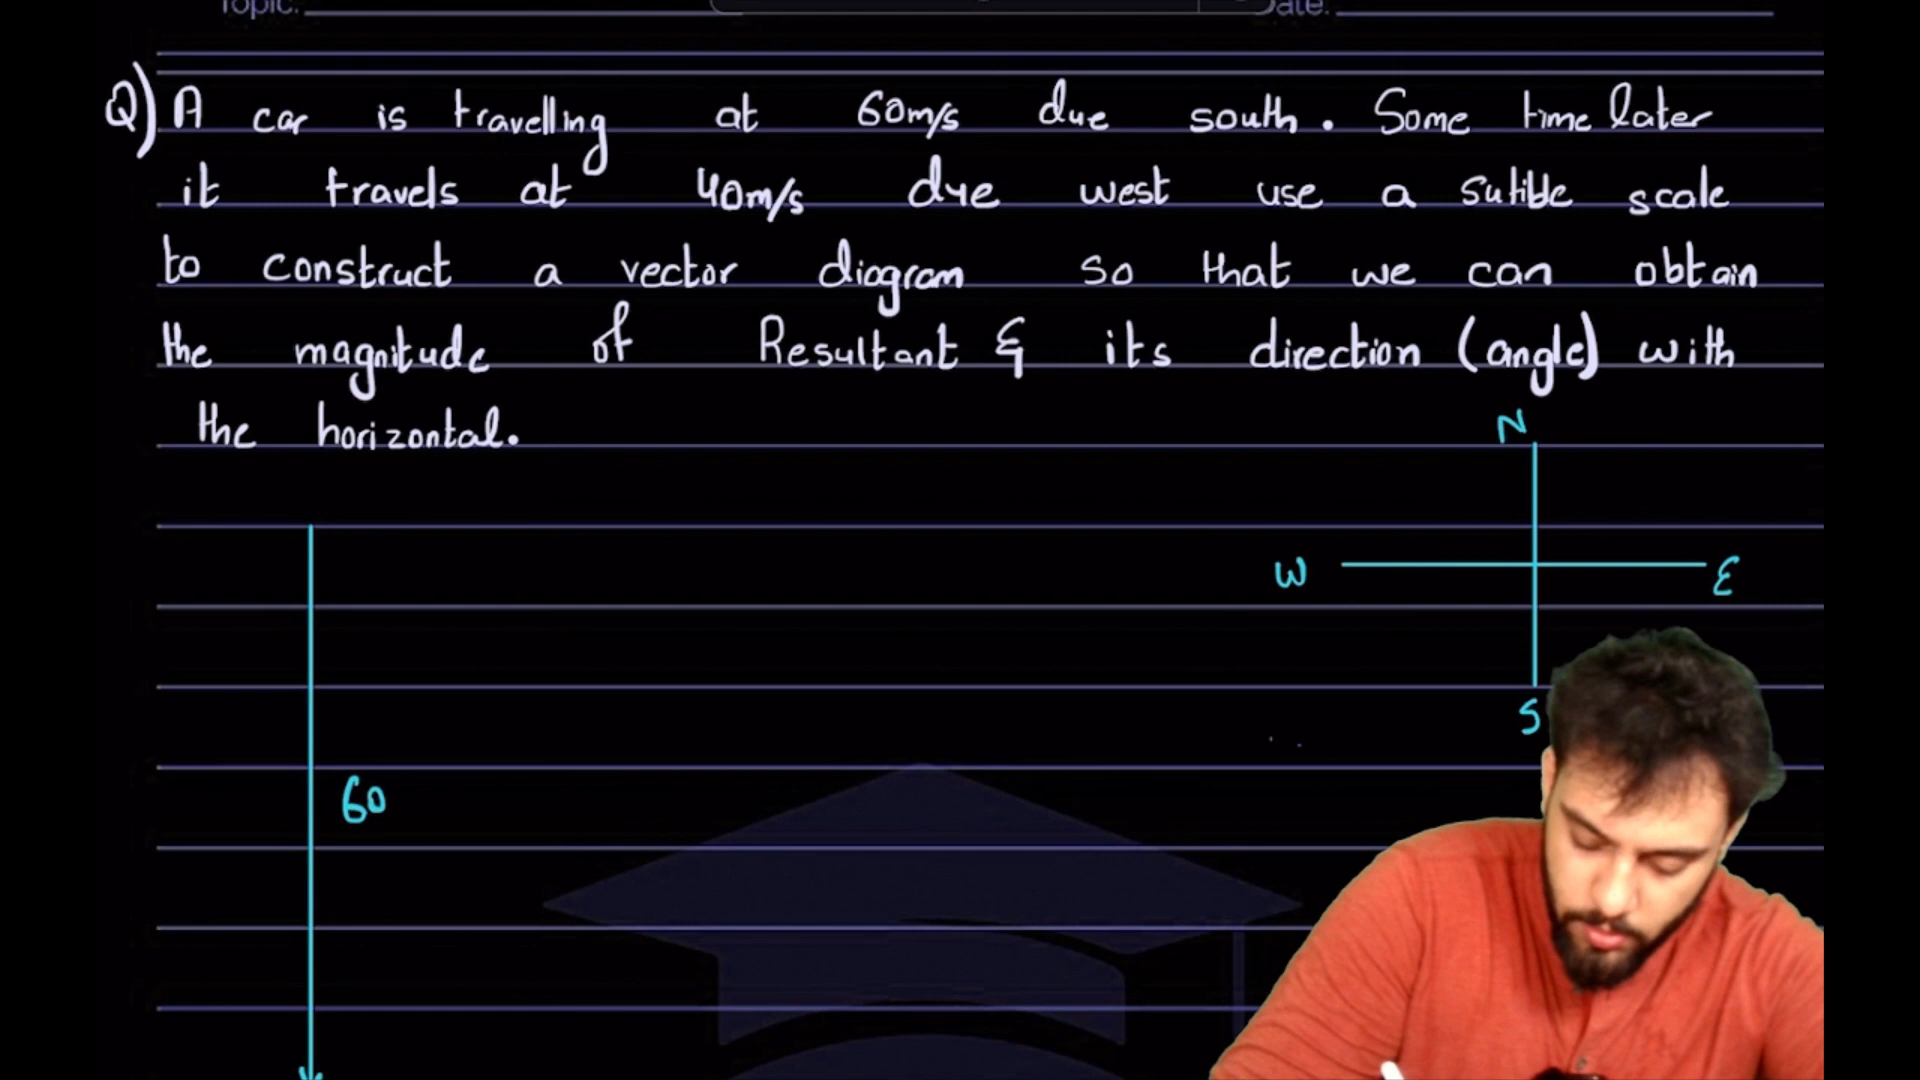 Topic:
Date:
Q) A car is travelling at 60m/s due south. Some time later
it travels at 40m/s due west use a sutible scale
to construct a vector diagram so that we can obtain
the magnitude of Resultant & its direction (angle) with
the horizontal.
N
W E
S
60